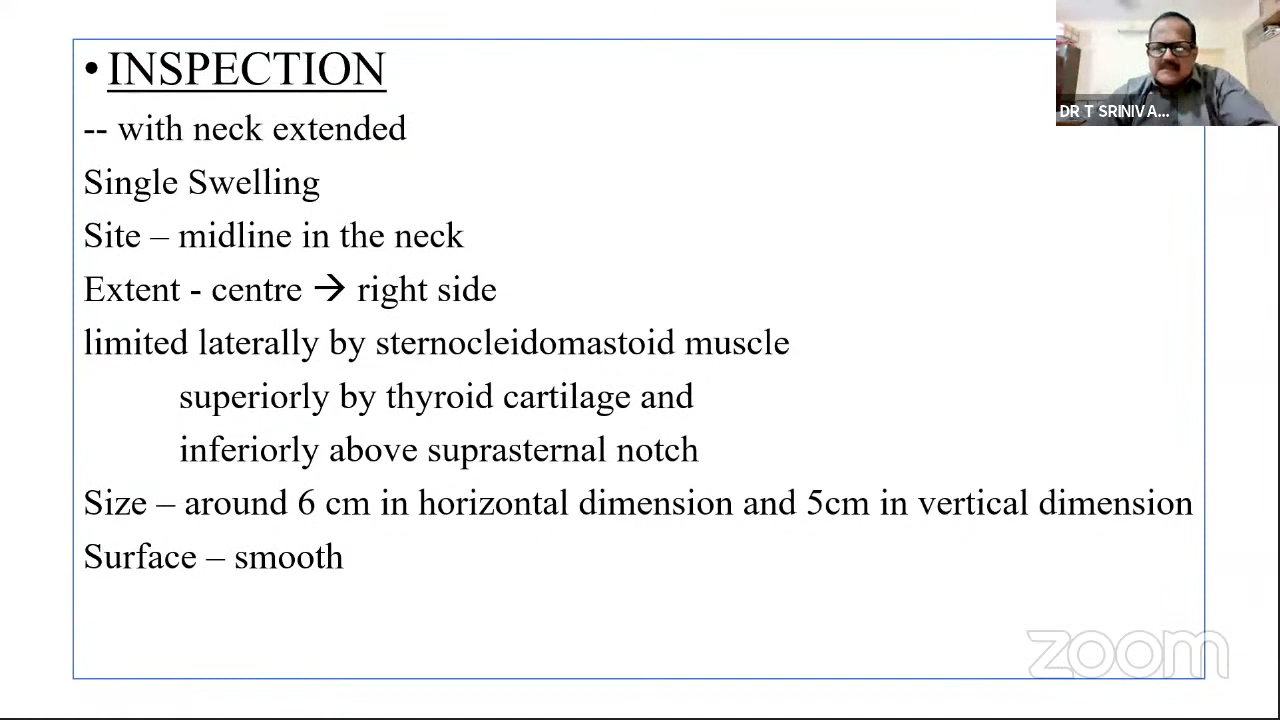 • INSPECTION
-- with neck extended
Single Swelling
Site – midline in the neck
Extent - centre → right side
limited laterally by sternocleidomastoid muscle
superiorly by thyroid cartilage and
inferiorly above suprasternal notch
Size – around 6 cm in horizontal dimension and 5cm in vertical dimension
Surface – smooth
DR T SRINIVA...
zoom